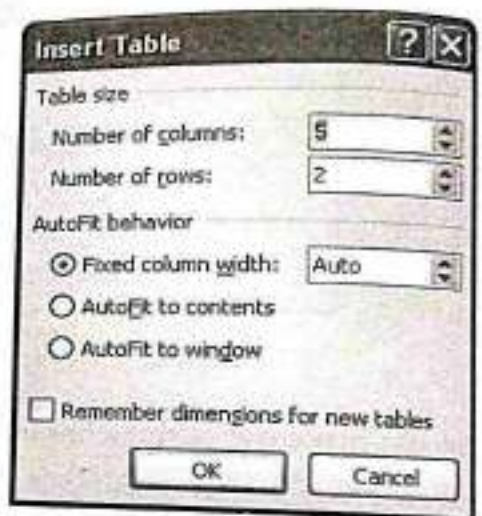 Insert Table
Table size
Number of columns: 5
Number of rows: 2
AutoFit behavior
Fixed column width: Auto
AutoFit to contents
AutoFit to window
Remember dimensions for new tables
OK Cancel